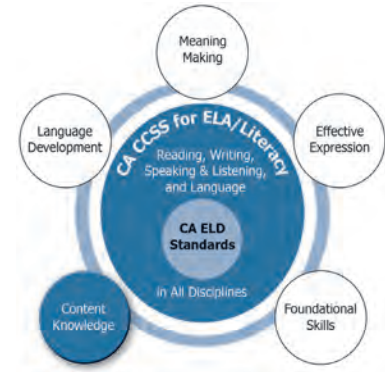 Meaning
Making
Language
Development
Effective
Expression
CA CCSS for ELA/Literacy
Reading, Writing,
Speaking & Listening,
and Language
CA ELD
Standards
in All Disciplines
Content
Knowledge
Foundational
Skills